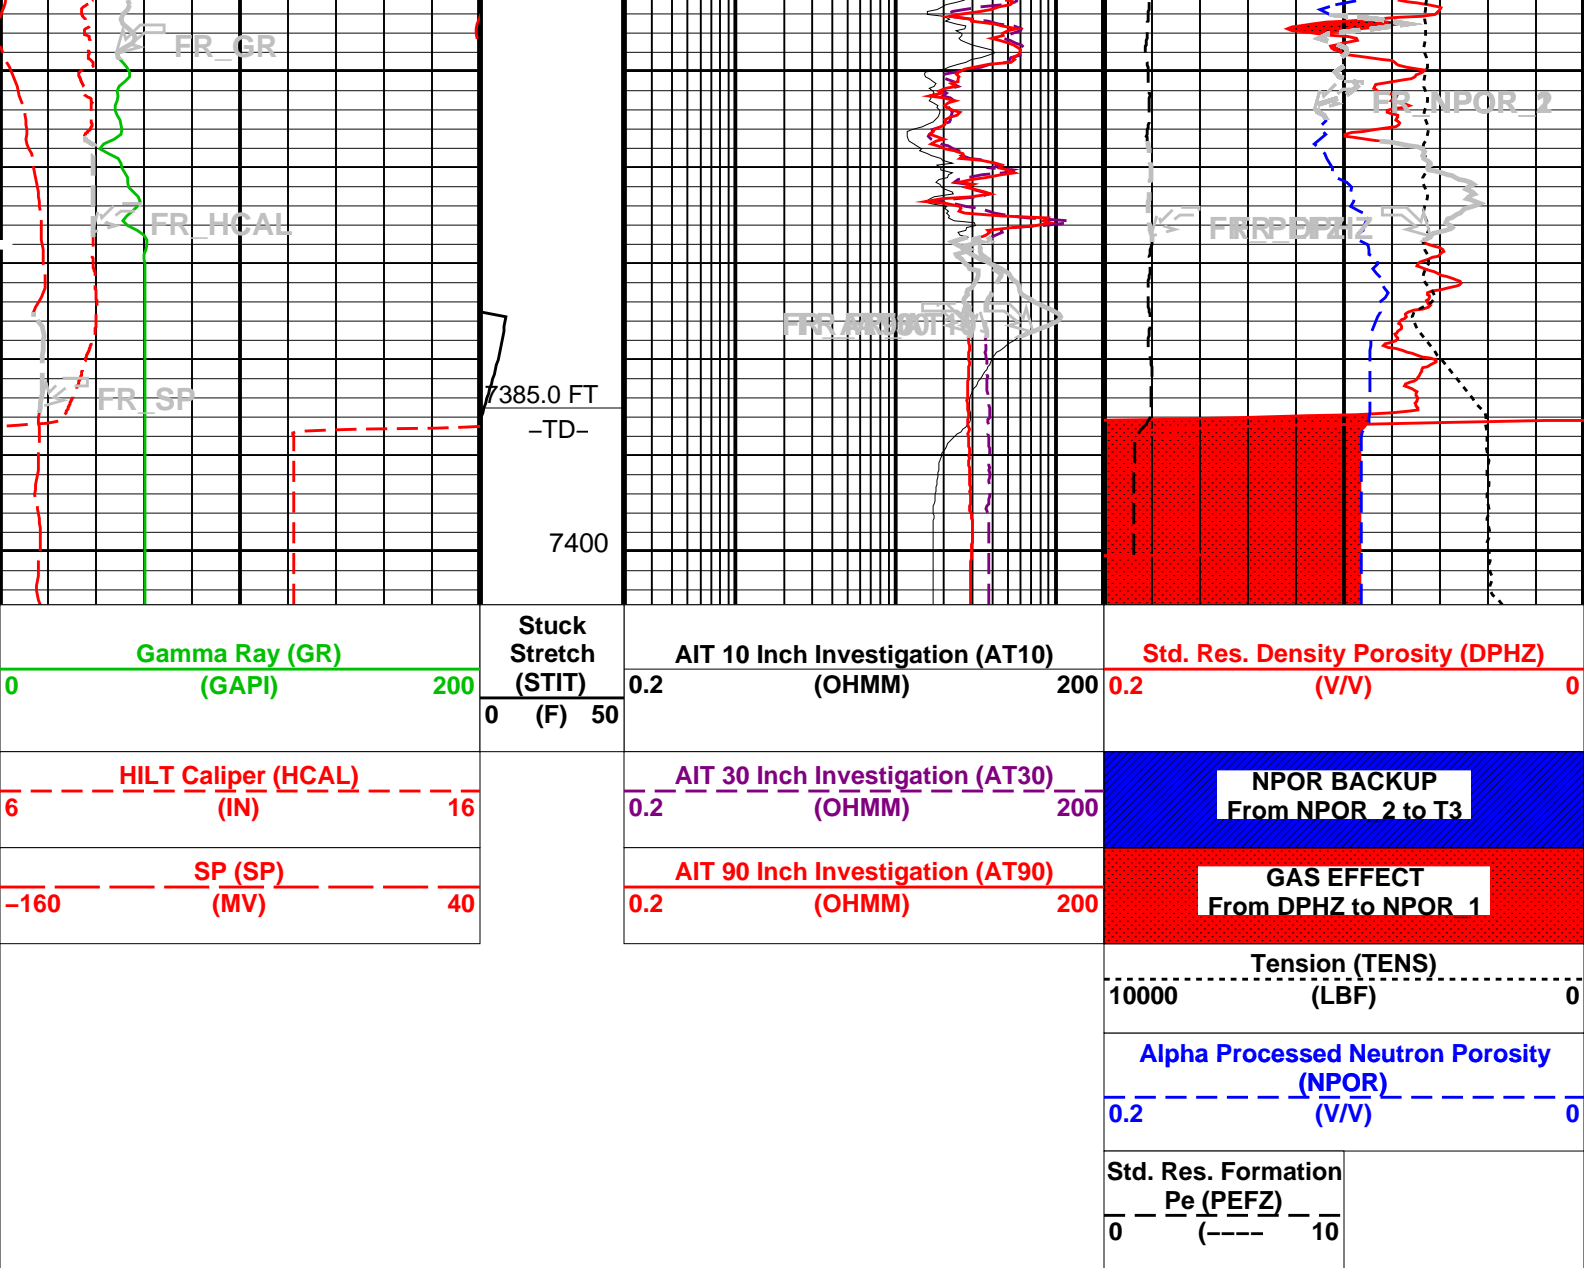 FR_GR
FR_HCAL
FR_SP
7385.0 FT
–TD–
7400
Gamma Ray (GR)
0 (GAPI) 200
HILT Caliper (HCAL)
6 (IN) 16
SP (SP)
–160 (MV) 40
Stuck
Stretch
(STIT)
0 (F) 50
AIT 10 Inch Investigation (AT10)
0.2 (OHMM) 200
AIT 30 Inch Investigation (AT30)
0.2 (OHMM) 200
AIT 90 Inch Investigation (AT90)
0.2 (OHMM) 200
Std. Res. Density Porosity (DPHZ)
0.2 (V/V) 0
NPOR BACKUP
From NPOR_2 to T3
GAS EFFECT
From DPHZ to NPOR_1
Tension (TENS)
10000 (LBF) 0
Alpha Processed Neutron Porosity
(NPOR)
0.2 (V/V) 0
Std. Res. Formation
Pe (PEFZ)
0 (–––– 10